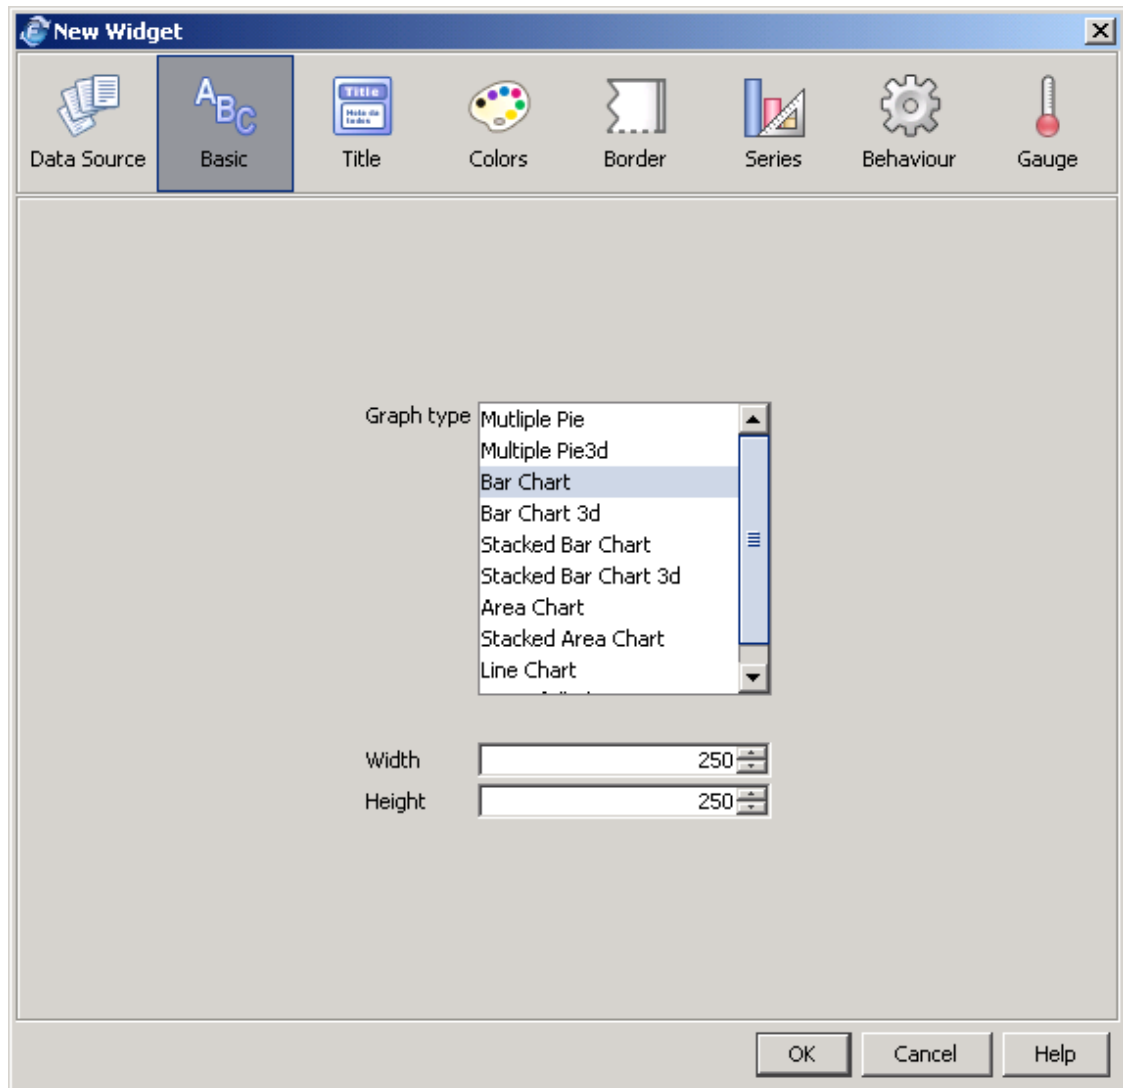 New Widget
Data Source
Basic
Title
Colors
Border
Series
Behaviour
Gauge
Graph type
Mutliple Pie
Multiple Pie3d
Bar Chart
Bar Chart 3d
Stacked Bar Chart
Stacked Bar Chart 3d
Area Chart
Stacked Area Chart
Line Chart
Width 250
Height 250
OK
Cancel
Help